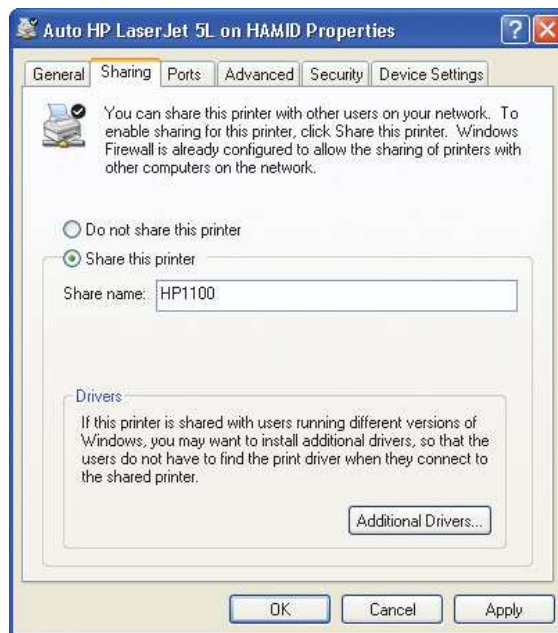 Auto HP LaserJet 5L on HAMID Properties
General Sharing Ports Advanced Security Device Settings
You can share this printer with other users on your network. To
enable sharing for this printer, click Share this printer. Windows
Firewall is already configured to allow the sharing of printers with
other computers on the network.
Do not share this printer
Share this printer
Share name: HP1100
Drivers
If this printer is shared with users running different versions of
Windows, you may want to install additional drivers, so that the
users do not have to find the print driver when they connect to
the shared printer.
Additional Drivers...
OK Cancel Apply